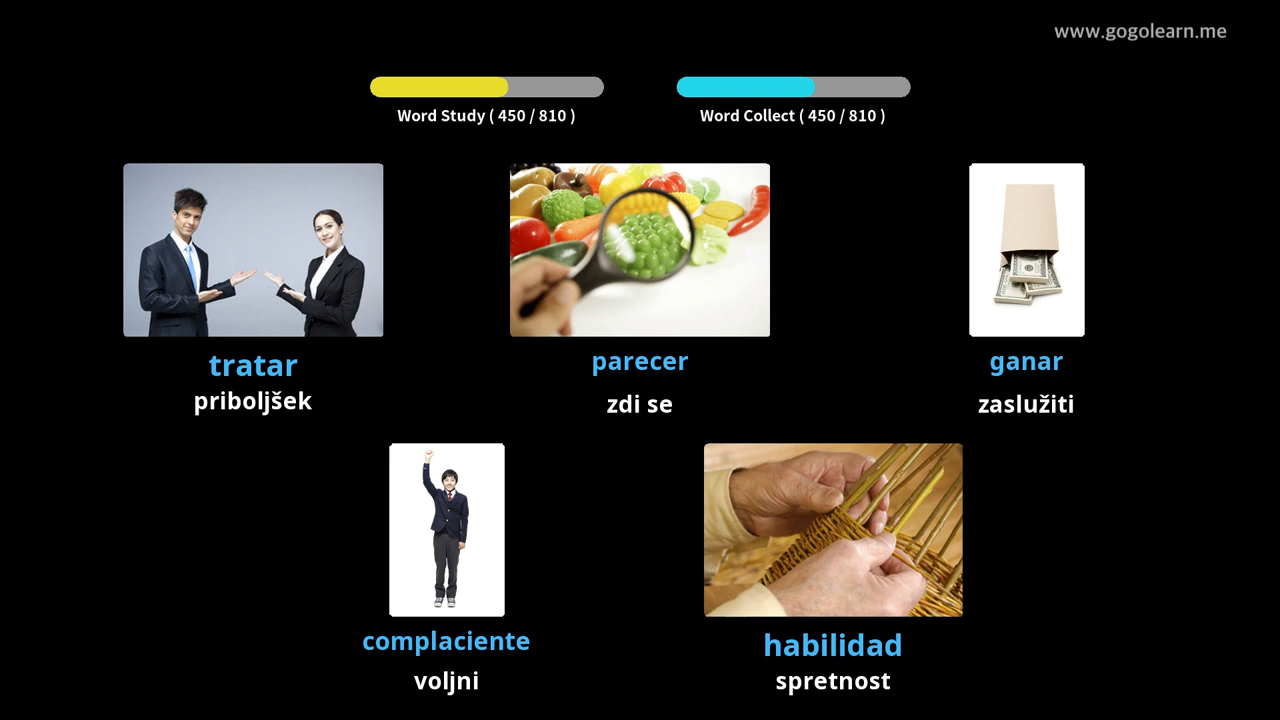 www.gogolearn.me
Word Study ( 450 / 810 )
Word Collect ( 450 / 810 )
tratar
priboljšek
parecer
zdi se
ganar
zaslužiti
complaciente
voljni
habilidad
spretnost